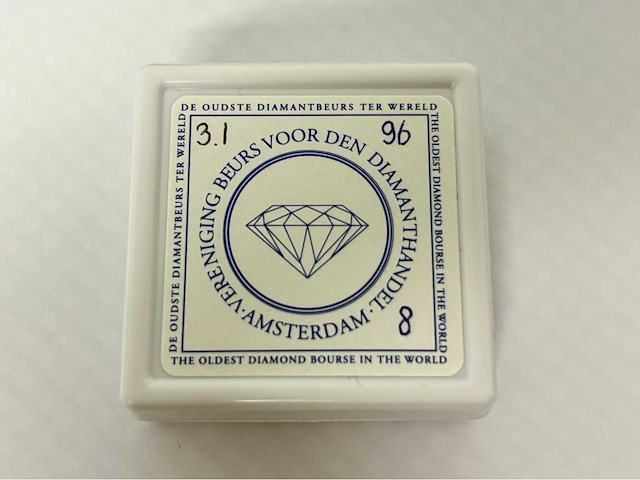 DE OUDSTE DIAMANTBEURS TER WERELD
THE OLDEST DIAMOND BOURSE IN THE WORLD
DE OUDSTE DIAMANTBEURS TER WERELD
3.1
96
VERENIGING BEURS VOOR DEN DIAMANTHANDEL
·AMSTERDAM·
8
THE OLDEST DIAMOND BOURSE IN THE WORLD